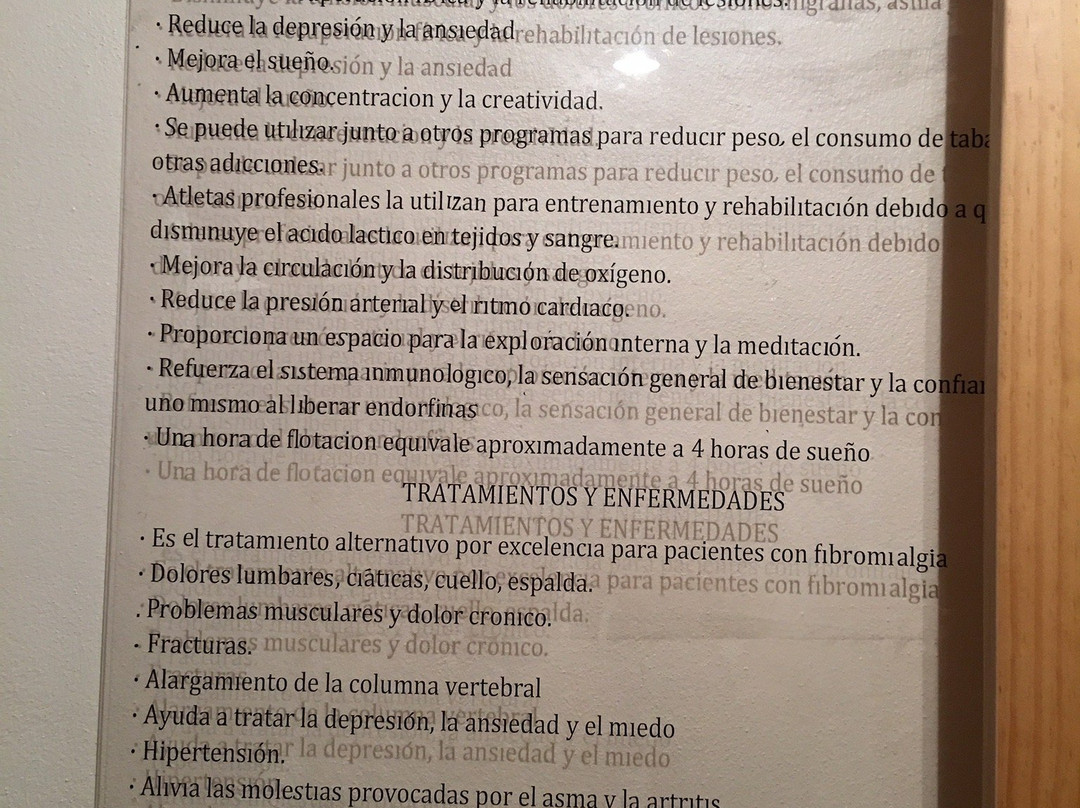 · Reduce la depresión y la ansiedad
· Mejora el sueño.
· Aumenta la concentracion y la creatividad.
· Se puede utilizar junto a otros programas para reducir peso, el consumo de taba
otras adicciones.
· Atletas profesionales la utilizan para entrenamiento y rehabilitación debido a q
disminuye el acido lactico en tejidos y sangre.
· Mejora la circulación y la distribución de oxígeno.
· Reduce la presión arterial y el ritmo cardiaco.
· Proporciona un espacio para la exploración interna y la meditación.
· Refuerza el sistema inmunologico, la sensación general de bienestar y la confian
uno mismo al liberar endorfinas
· Una hora de flotacion equivale aproximadamente a 4 horas de sueño
TRATAMIENTOS Y ENFERMEDADES
· Es el tratamiento alternativo por excelencia para pacientes con fibromialgia
· Dolores lumbares, ciáticas, cuello, espalda.
. Problemas musculares y dolor cronico.
· Fracturas.
· Alargamiento de la columna vertebral
· Ayuda a tratar la depresión, la ansiedad y el miedo
· Hipertensión.
· Alivia las molestias provocadas por el asma y la artritis